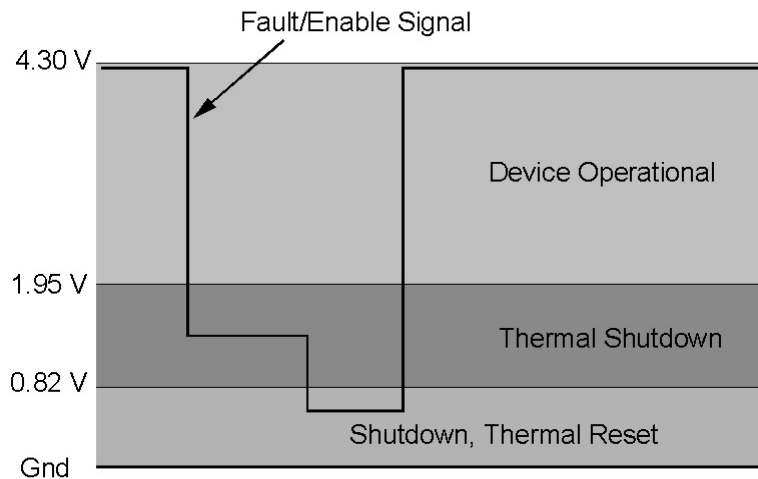 Fault/Enable Signal
4.30 V
Device Operational
1.95 V
Thermal Shutdown
0.82 V
Shutdown, Thermal Reset
Gnd